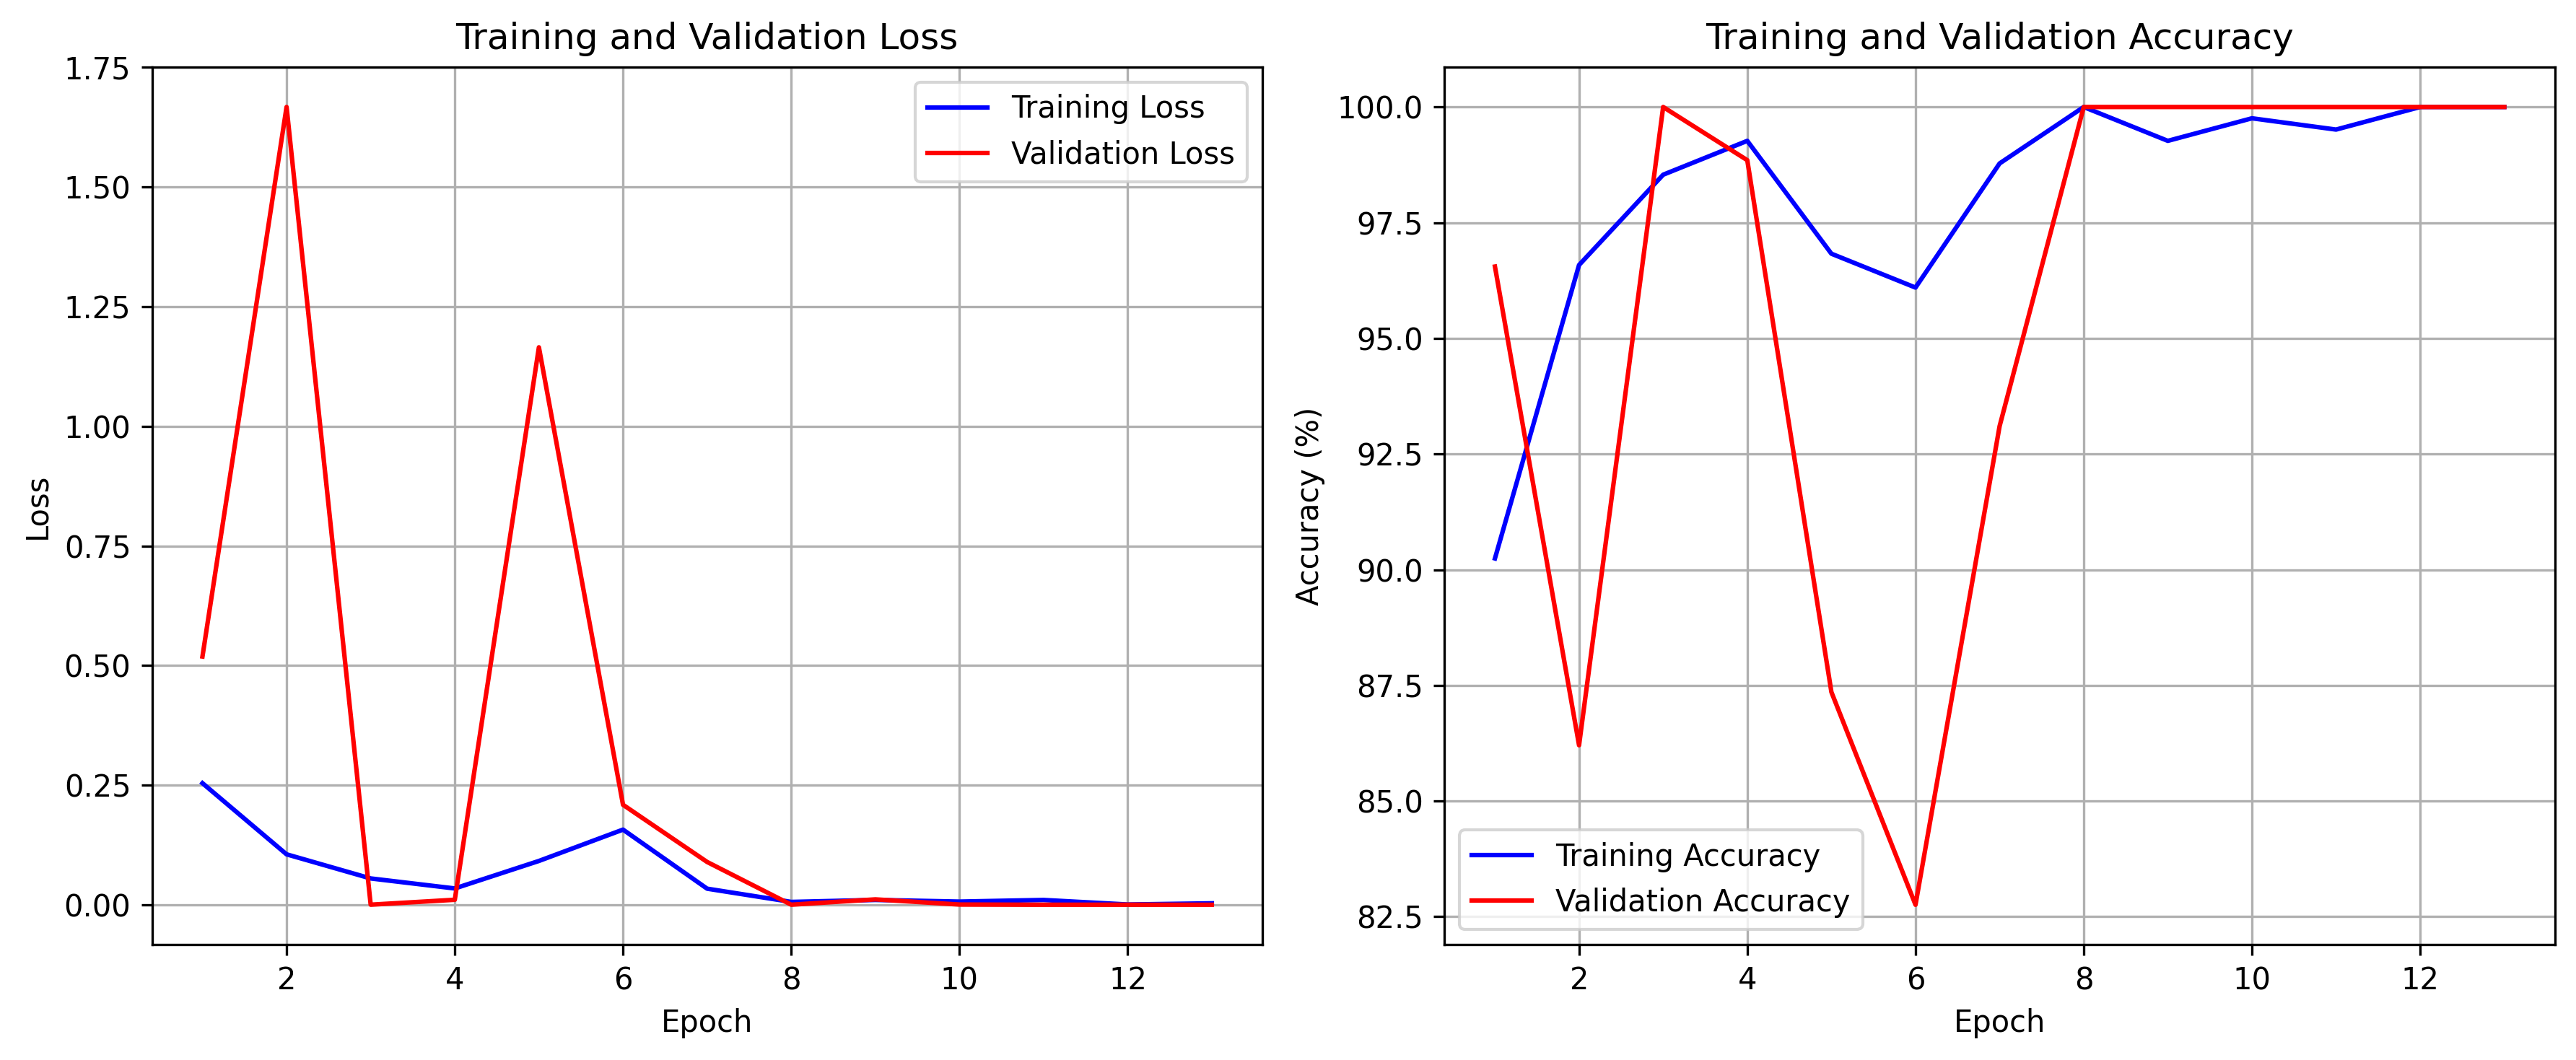 Training and Validation Loss
1.75
1.50
1.25
1.00
0.75
0.50
0.25
0.00
Loss
2 4 6 8 10 12
Epoch
Training Loss
Validation Loss
Training and Validation Accuracy
100.0
97.5
95.0
92.5
90.0
87.5
85.0
82.5
Accuracy (%)
2 4 6 8 10 12
Epoch
Training Accuracy
Validation Accuracy